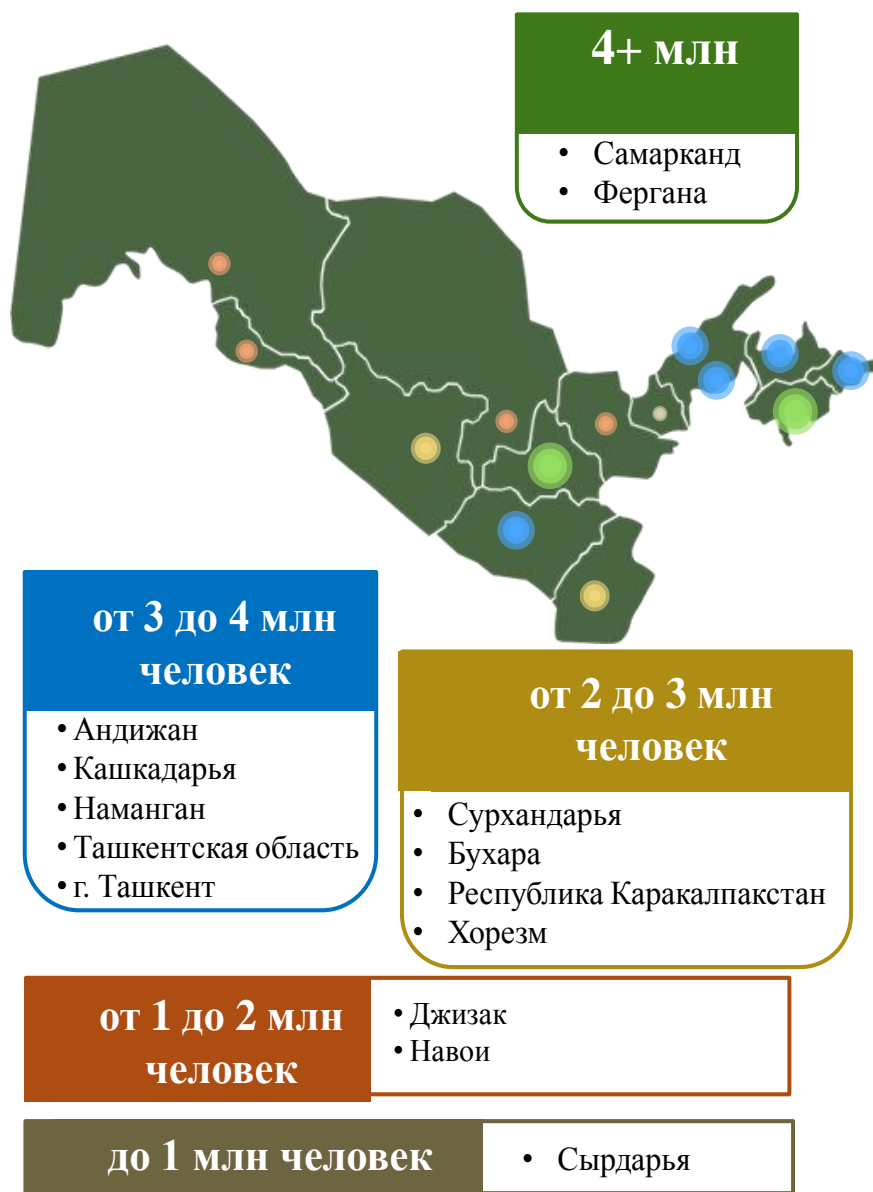 4+ млн
• Самарканд
• Фергана
от 3 до 4 млн
человек
• Андижан
• Кашкадарья
• Наманган
• Ташкентская область
• г. Ташкент
от 2 до 3 млн
человек
• Сурхандарья
• Бухара
• Республика Каракалпакстан
• Хорезм
от 1 до 2 млн
человек
• Джизак
• Навои
до 1 млн человек
• Сырдарья